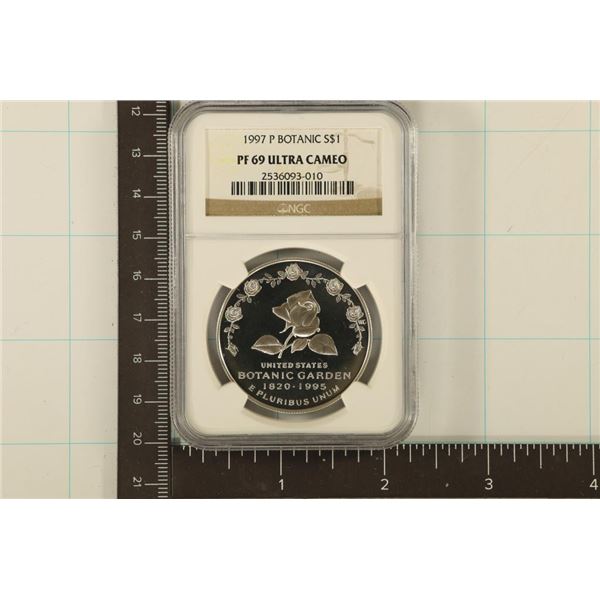 1997 P BOTANIC S$1
PF 69 ULTRA CAMEO
2536093-010
NGC
UNITED STATES
BOTANIC GARDEN
1820-1995
E PLURIBUS UNUM
12
13
14
15
16
17
18
19
20
21
1
2
3
4